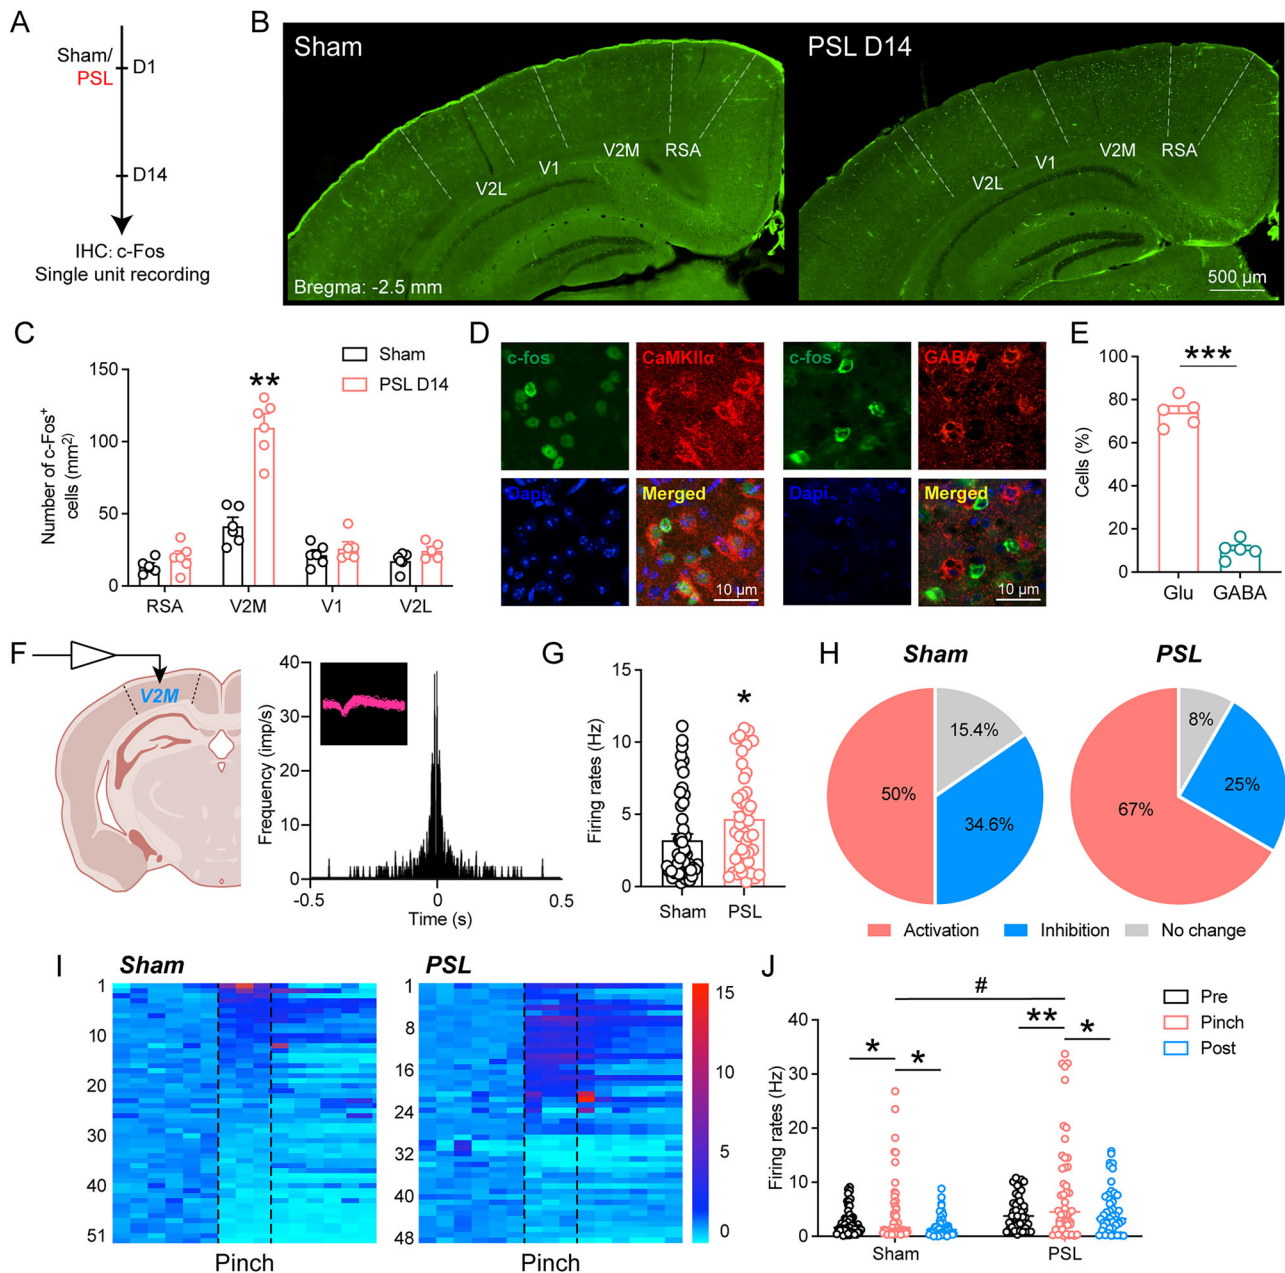 A
Sham/
PSL
D1
D14
IHC: c-Fos
Single unit recording
B
Sham
V2L
V1
V2M
RSA
Bregma: -2.5 mm
PSL D14
V2L
V1
V2M
RSA
500 µm
C
Sham
PSL D14
Number of c-Fos⁺
cells (mm²)
150
100
50
0
**
RSA
V2M
V1
V2L
D
c-fos
CaMKIIα
Dapi
Merged
10 µm
c-fos
GABA
Dapi
Merged
10 µm
E
***
Cells (%)
100
80
60
40
20
0
Glu
GABA
F
V2M
Frequency (imp/s)
40
30
20
10
0
-0.5
0
0.5
Time (s)
G
Firing rates (Hz)
15
10
5
0
*
Sham
PSL
H
Sham
15.4%
50%
34.6%
PSL
8%
25%
67%
Activation
Inhibition
No change
I
Sham
1
10
20
30
40
51
Pinch
PSL
1
8
16
24
32
40
48
Pinch
15
10
5
0
J
Pre
Pinch
Post
Firing rates (Hz)
40
30
20
10
0
#
*
*
**
*
Sham
PSL